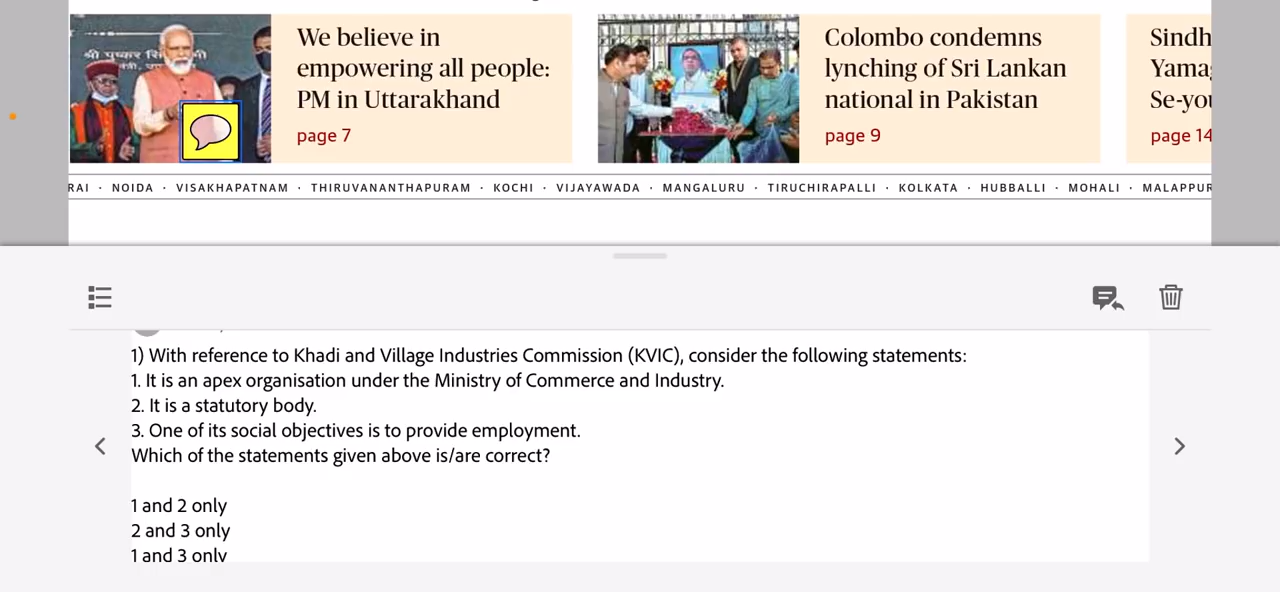 श्री पुष्कर सिं
We believe in
empowering all people:
PM in Uttarakhand
page 7
Colombo condemns
lynching of Sri Lankan
national in Pakistan
page 9
Sindh
Yama
Se-you
page 14
RAI · NOIDA · VISAKHAPATNAM · THIRUVANANTHAPURAM · KOCHI · VIJAYAWADA · MANGALURU · TIRUCHIRAPALLI · KOLKATA · HUBBALLI · MOHALI · MALAPPUR
1) With reference to Khadi and Village Industries Commission (KVIC), consider the following statements:
1. It is an apex organisation under the Ministry of Commerce and Industry.
2. It is a statutory body.
3. One of its social objectives is to provide employment.
Which of the statements given above is/are correct?
1 and 2 only
2 and 3 only
1 and 3 only